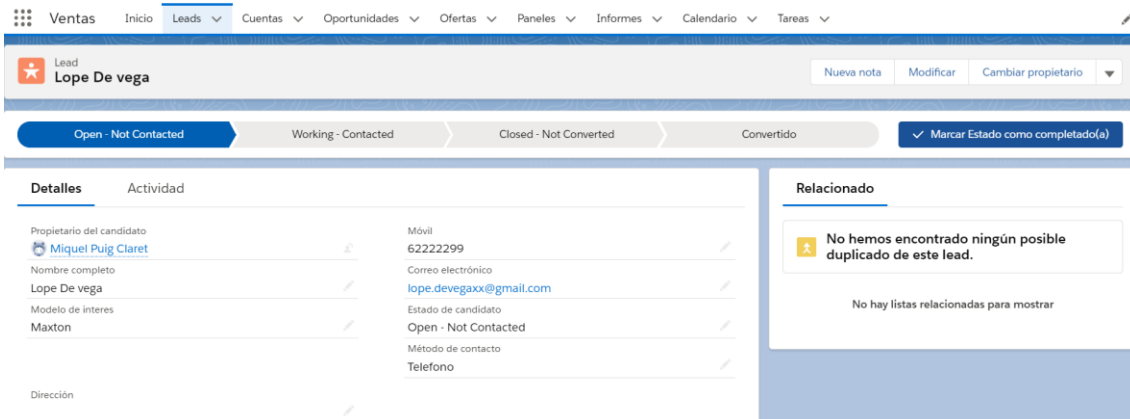 Ventas Inicio Leads Cuentas Oportunidades Ofertas Paneles Informes Calendario Tareas
Lead
Lope De vega
Nueva nota Modificar Cambiar propietario
Open - Not Contacted Working - Contacted Closed - Not Converted Convertido Marcar Estado como completado(a)
Detalles Actividad
Propietario del candidato
Miquel Puig Claret
Nombre completo
Lope De vega
Modelo de interes
Maxton
Dirección
Móvil
62222299
Correo electrónico
lope.devegaxx@gmail.com
Estado de candidato
Open - Not Contacted
Método de contacto
Telefono
Relacionado
No hemos encontrado ningún posible
duplicado de este lead.
No hay listas relacionadas para mostrar